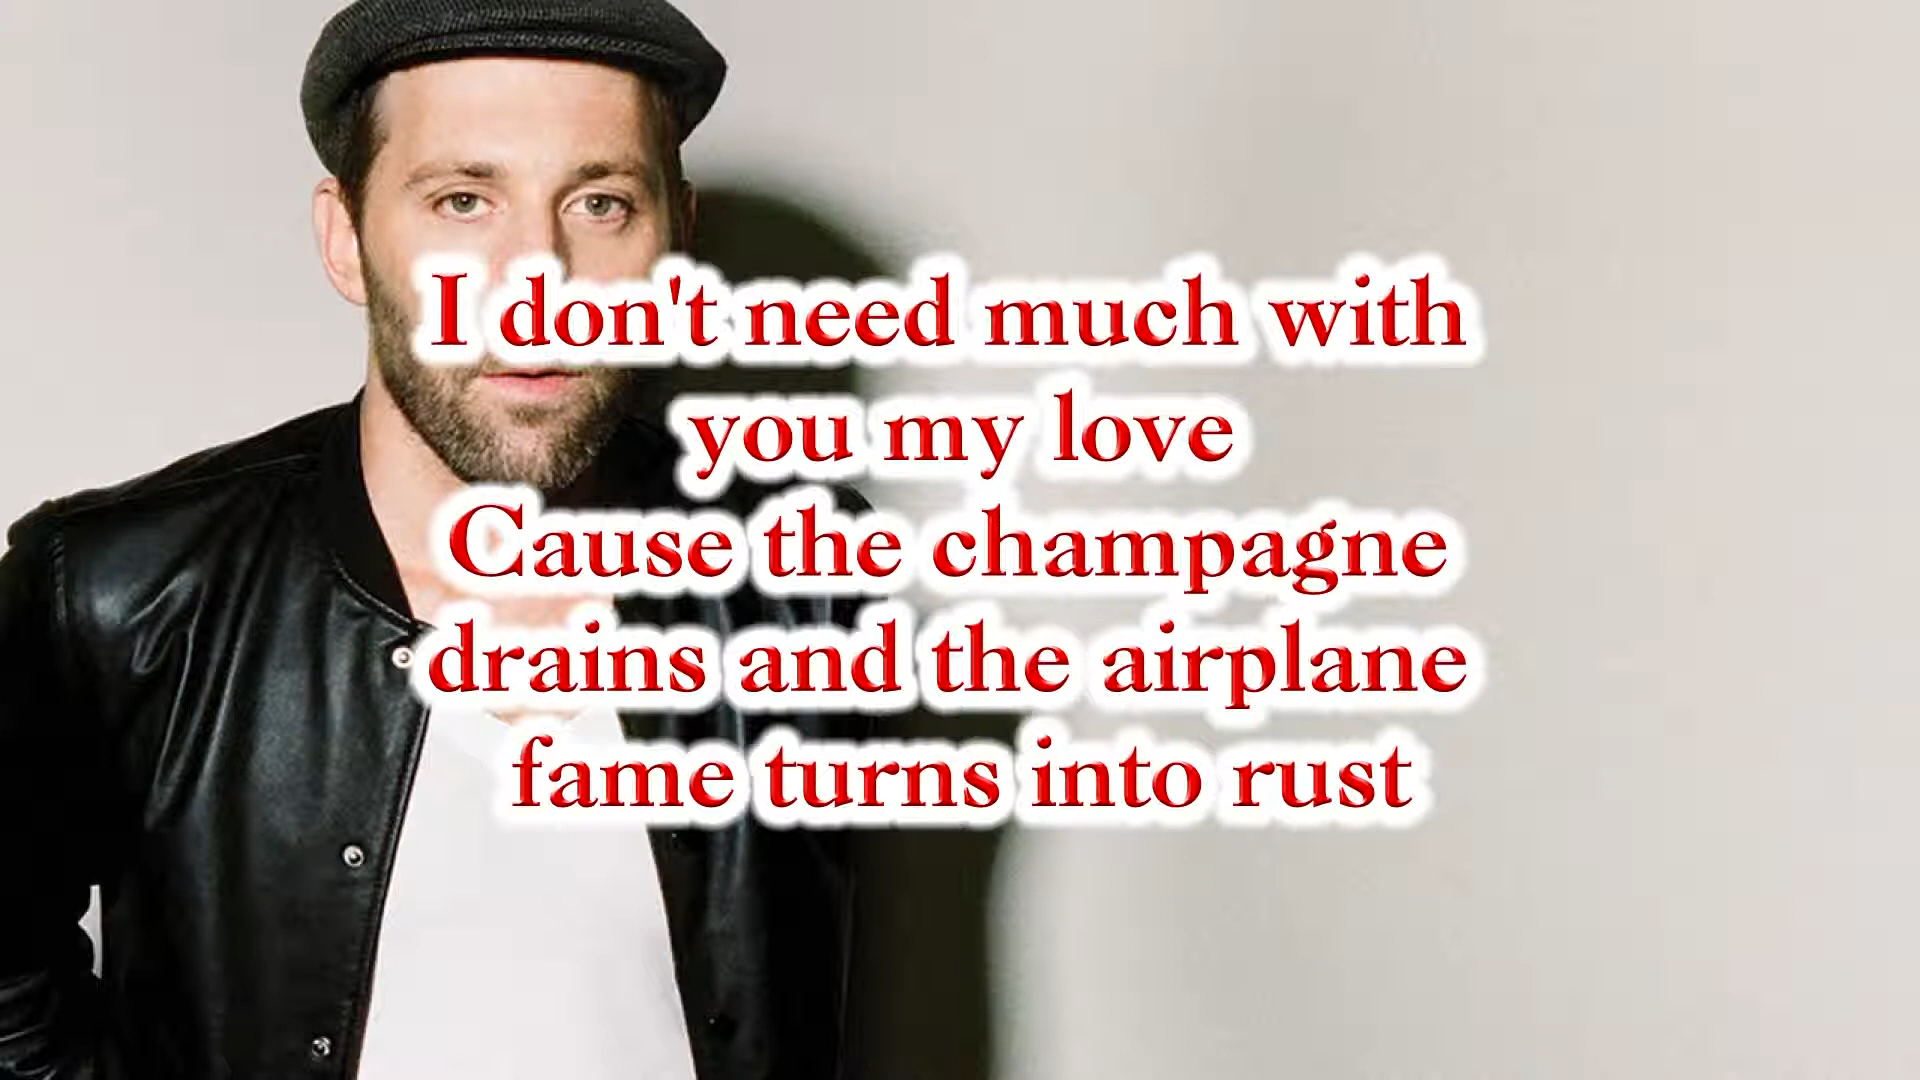 I don't need much with
you my love
Cause the champagne
drains and the airplane
fame turns into rust